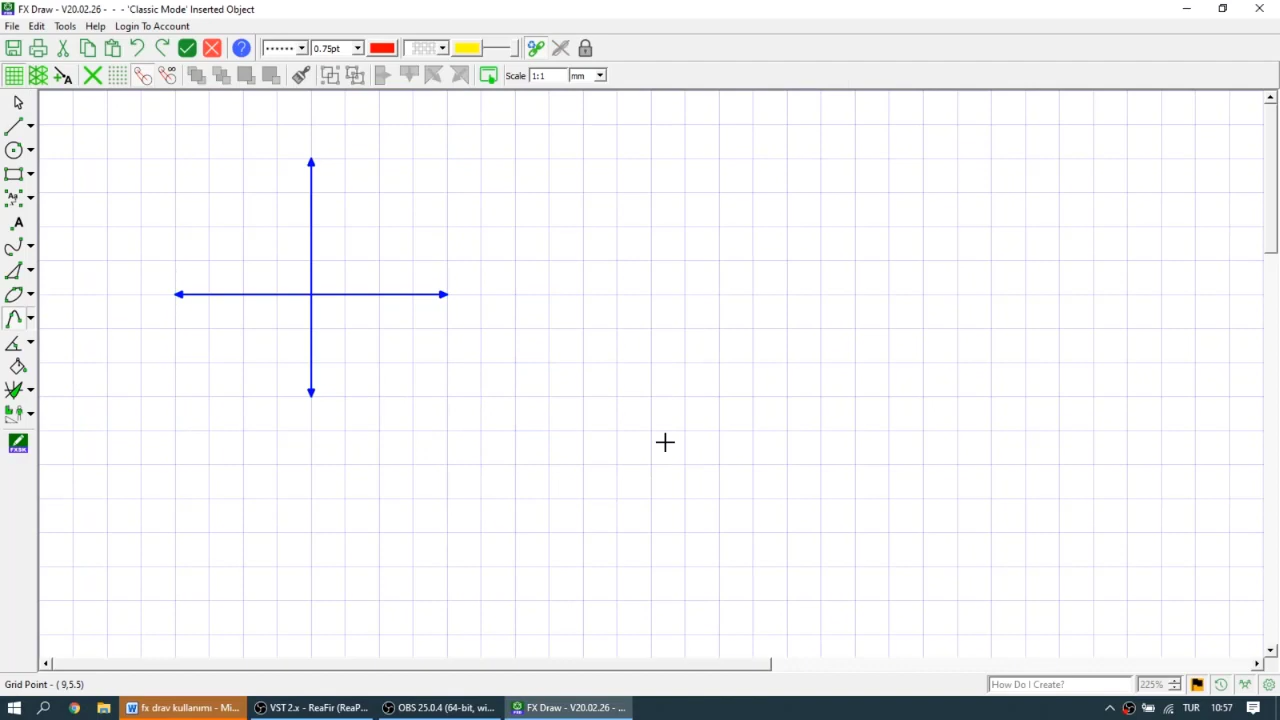 FX Draw - V20.02.26 - - - 'Classic Mode' Inserted Object
File Edit Tools Help Login To Account
0.75pt
A
∞
Scale 1:1 mm
Aa
A
FXSK
Grid Point - ( 9,5.5)
How Do I Create?
225%
fx drav kullanımı - Mi...
VST 2.x - ReaFir (ReaP...
OBS 25.0.4 (64-bit, wi...
FX Draw - V20.02.26 -...
TUR
10:57